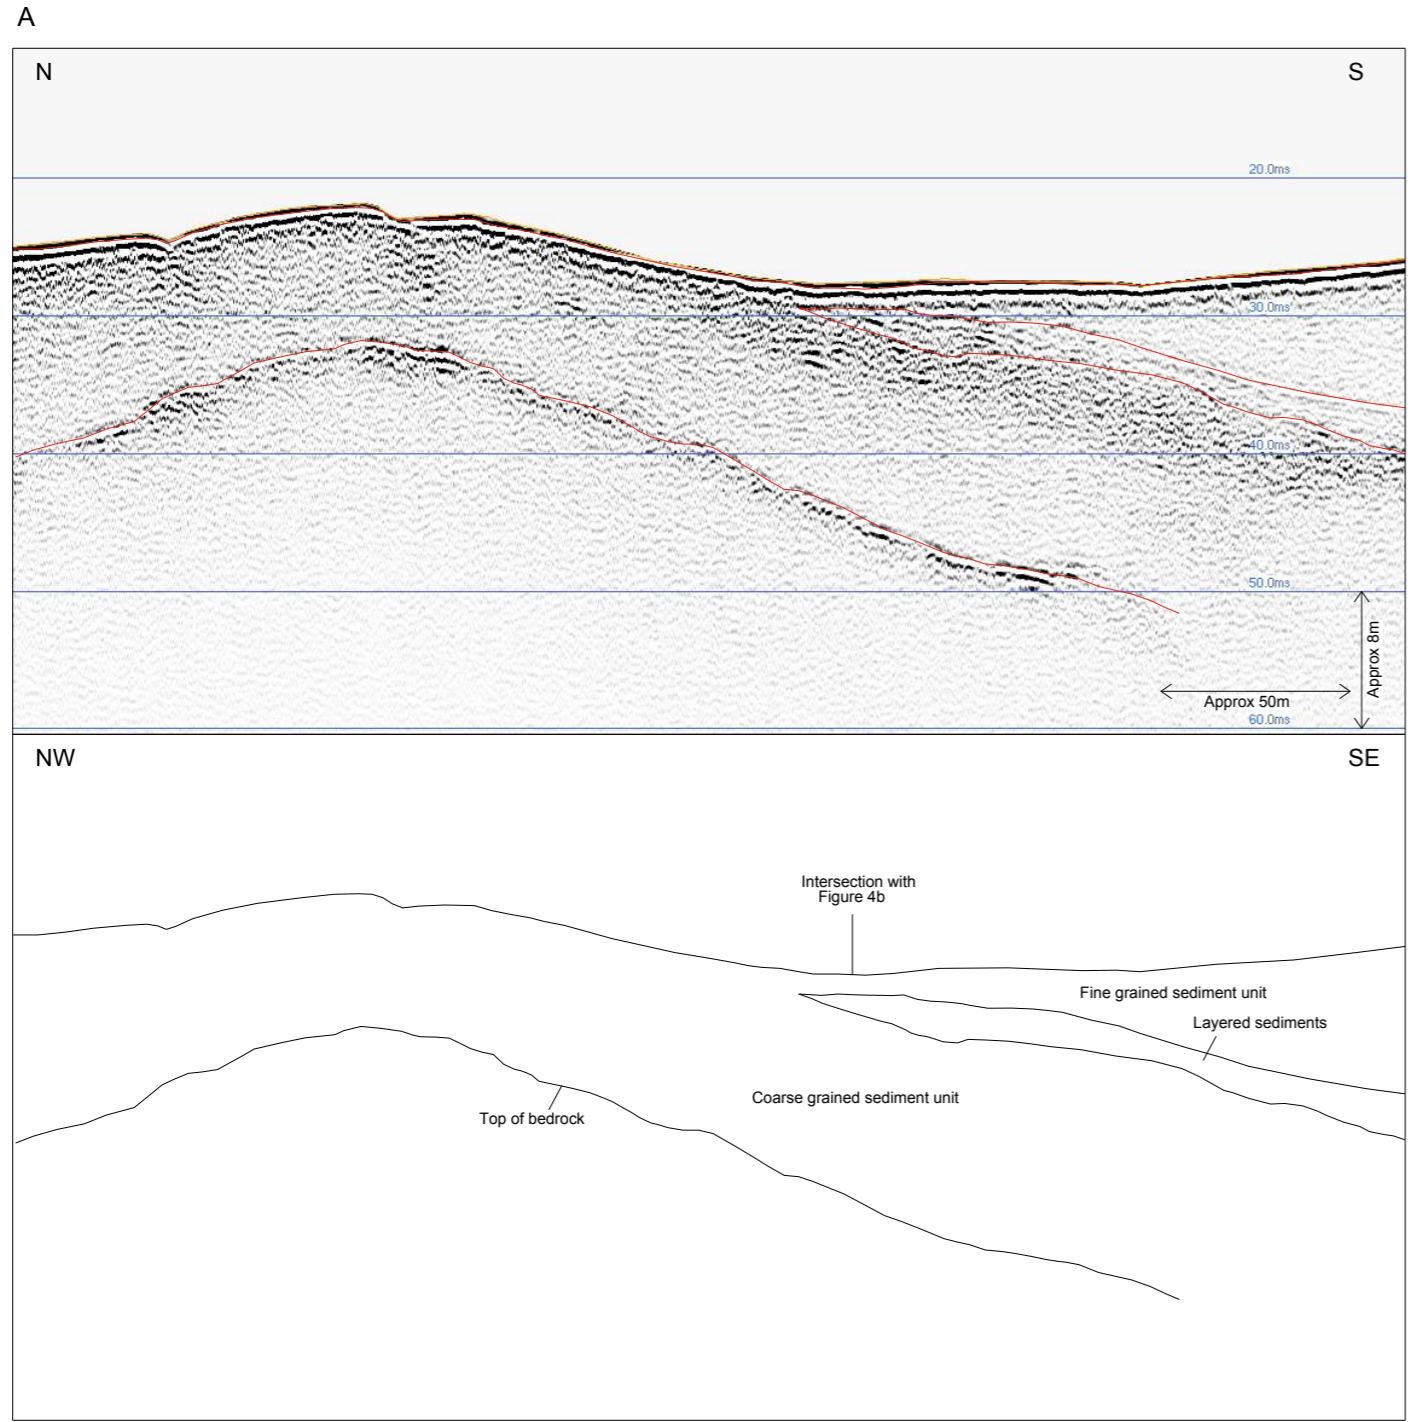 A
N
S
20.0ms
30.0ms
40.0ms
50.0ms
Approx 8m
Approx 50m
60.0ms
NW
SE
Intersection with
Figure 4b
Fine grained sediment unit
Layered sediments
Coarse grained sediment unit
Top of bedrock